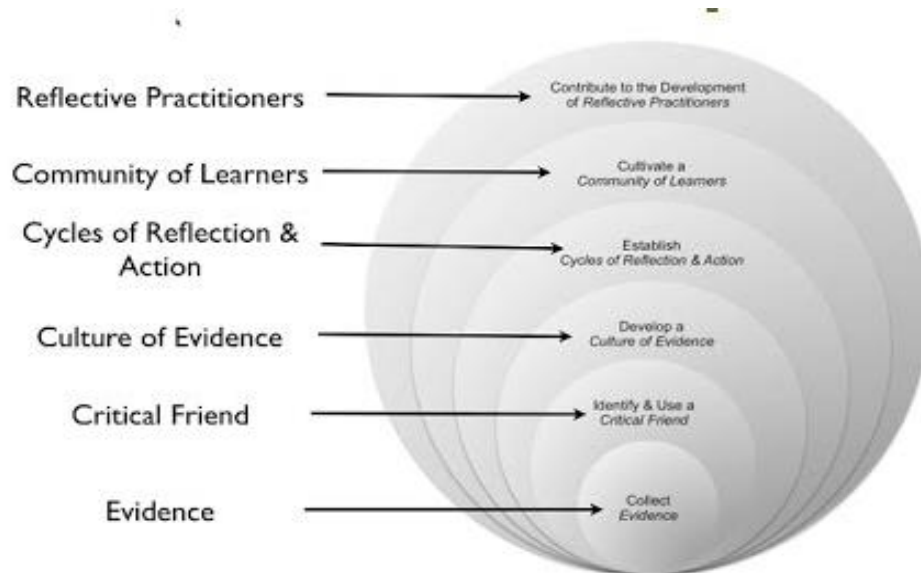 Reflective Practitioners
Contribute to the Development
of Reflective Practitioners
Community of Learners
Cultivate a
Community of Learners
Cycles of Reflection &
Action
Establish
Cycles of Reflection & Action
Culture of Evidence
Develop a
Culture of Evidence
Critical Friend
Identify & Use a
Critical Friend
Evidence
Collect
Evidence